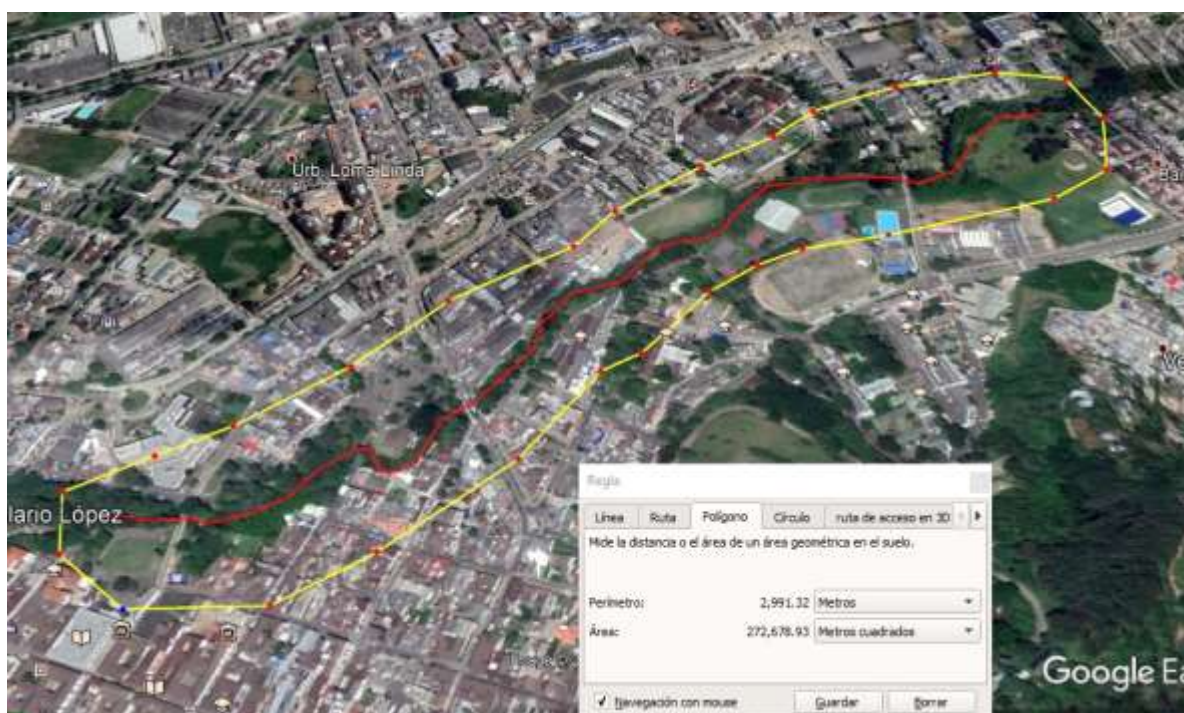 Urb. Loma Linda
lario López
Regla
Línea Ruta Polígono Círculo ruta de acceso en 3D
Mide la distancia o el área de un área geométrica en el suelo.
Perímetro: 2,991.32 Metros
Área: 272,678.93 Metros cuadrados
Navegación con mouse Guardar Borrar
Google Ea